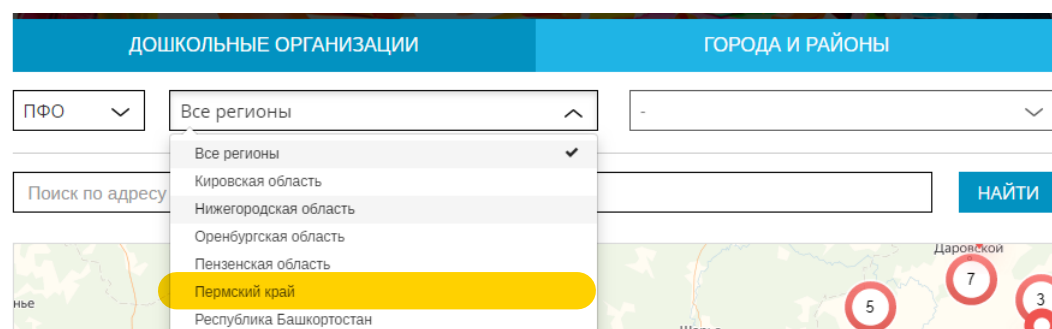 ДОШКОЛЬНЫЕ ОРГАНИЗАЦИИ
ГОРОДА И РАЙОНЫ
ПФО
Все регионы
-
Все регионы
Кировская область
Поиск по адресу
НАЙТИ
Нижегородская область
Оренбургская область
Пензенская область
Пермский край
Республика Башкортостан
Даровской
7
3
5
нье